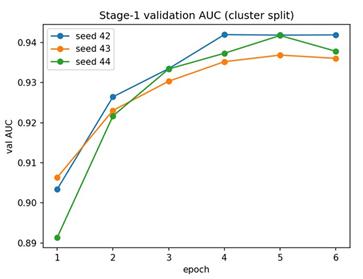 Stage-1 validation AUC (cluster split)
seed 42
seed 43
seed 44
0.94
0.93
0.92
0.91
0.90
0.89
val AUC
1 2 3 4 5 6
epoch